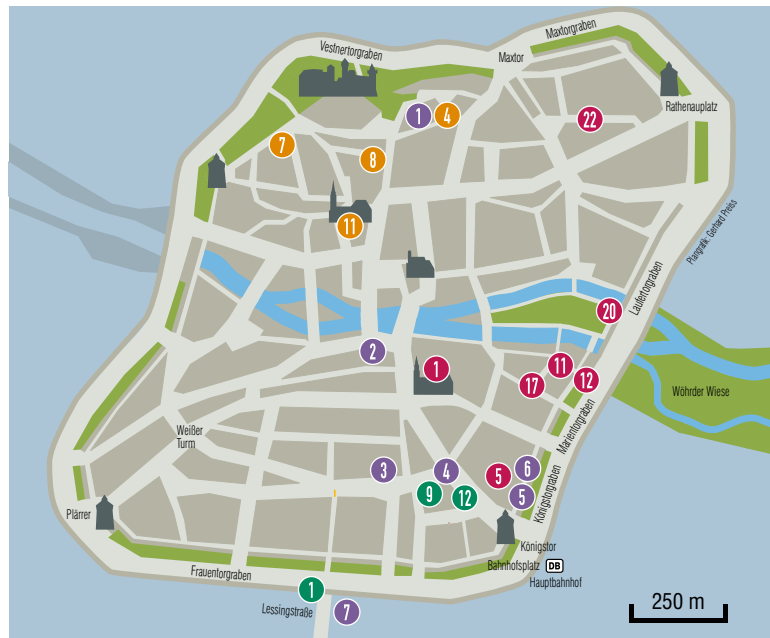 Maxtorgraben
Vestnertorgraben
Maxtor
Rathenauplatz
1
4
22
7
8
11
Plangrafik: Gerhard Preiss
Laufertorgraben
20
2
1
11
12
17
Wöhrder Wiese
Marientorgraben
Weißer
Turm
3
4
5
6
9
12
5
Königstorgraben
Plärrer
Königstor
Bahnhofsplatz
DB
Hauptbahnhof
Frauentorgraben
1
Lessingstraße
7
250 m